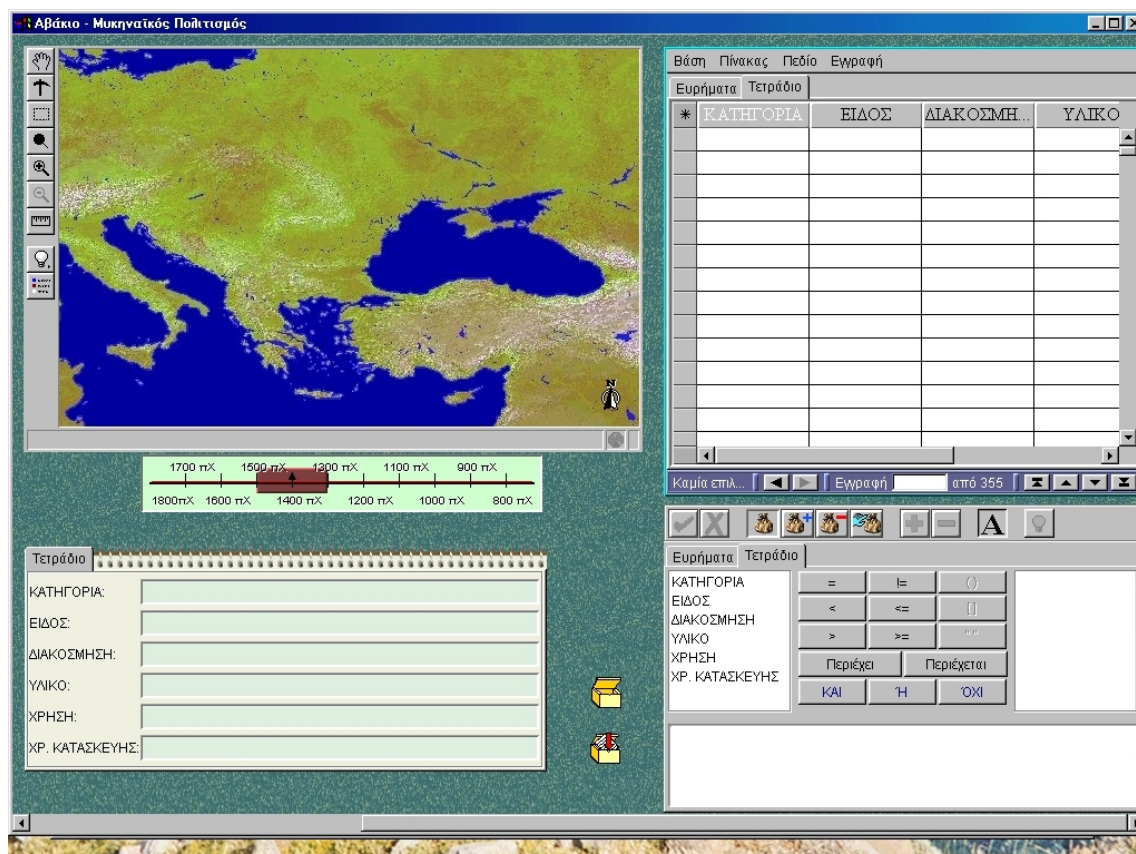 Αβάκιο - Μυκηναϊκός Πολιτισμός
N
1700 πΧ 1500 πΧ 1300 πΧ 1100 πΧ 900 πΧ
1800πΧ 1600 πΧ 1400 πΧ 1200 πΧ 1000 πΧ 800 πΧ
Τετράδιο
ΚΑΤΗΓΟΡΙΑ:
ΕΙΔΟΣ:
ΔΙΑΚΟΣΜΗΣΗ:
ΥΛΙΚΟ:
ΧΡΗΣΗ:
ΧΡ. ΚΑΤΑΣΚΕΥΗΣ:
Βάση Πίνακας Πεδίο Εγγραφή
Ευρήματα Τετράδιο
* ΚΑΤΗΓΟΡΙΑ ΕΙΔΟΣ ΔΙΑΚΟΣΜΗ... ΥΛΙΚΟ
Καμία επιλ... Εγγραφή από 355
A
Ευρήματα Τετράδιο
ΚΑΤΗΓΟΡΙΑ
ΕΙΔΟΣ
ΔΙΑΚΟΣΜΗΣΗ
ΥΛΙΚΟ
ΧΡΗΣΗ
ΧΡ. ΚΑΤΑΣΚΕΥΗΣ
= != ()
< <= []
> >= ""
Περιέχει Περιέχεται
ΚΑΙ Ή ΌΧΙ